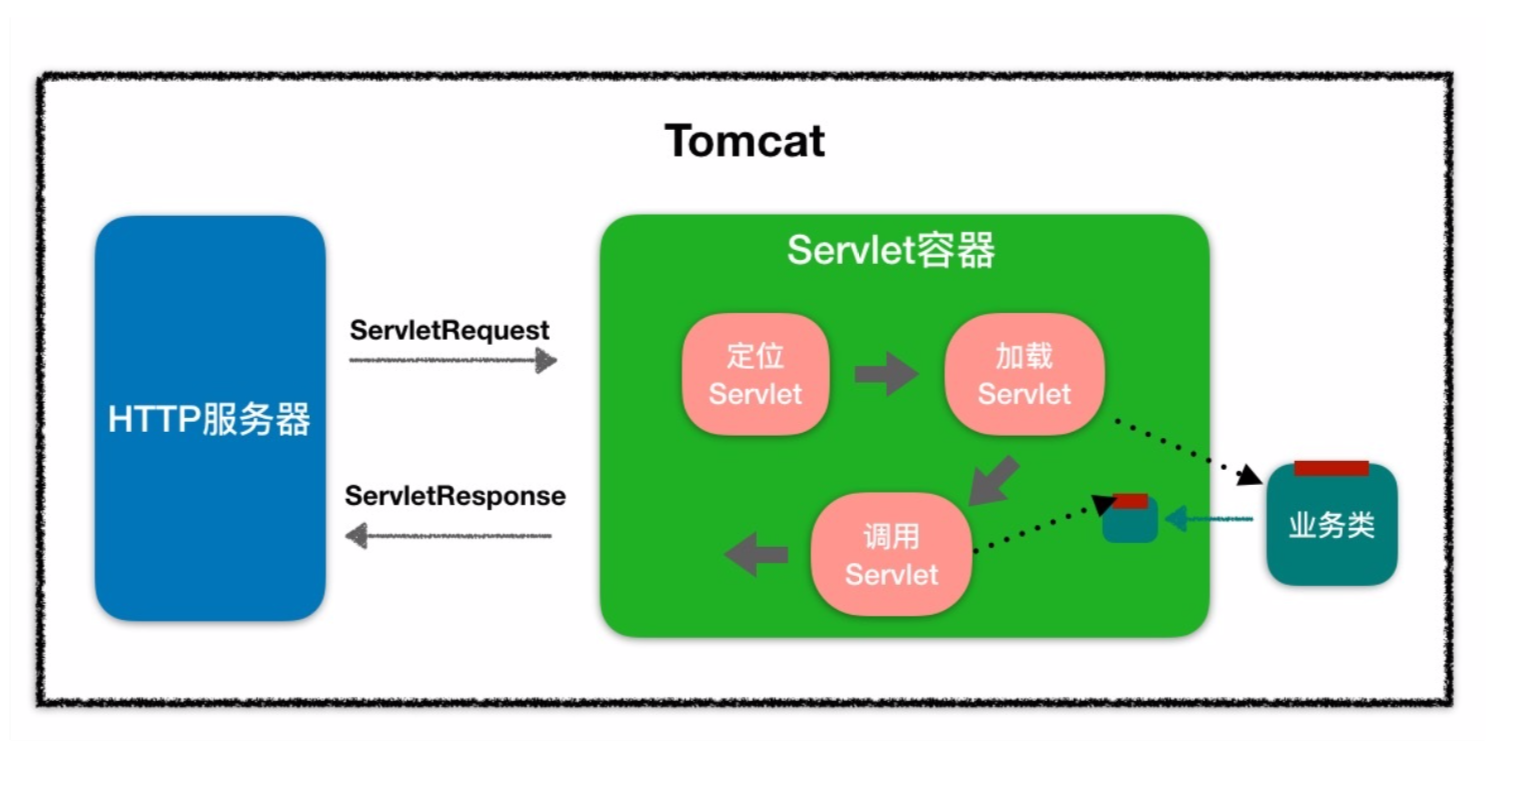 Tomcat
Servlet容器
ServletRequest
定位
Servlet
加载
Servlet
HTTP服务器
ServletResponse
调用
Servlet
业务类